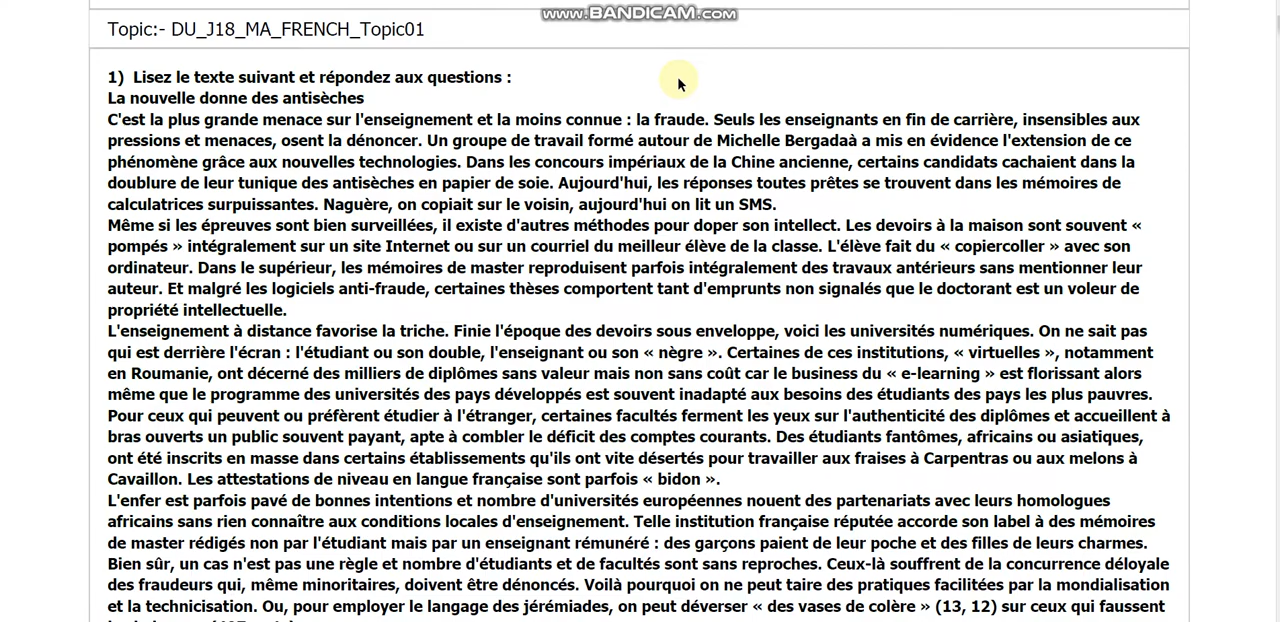 www.BANDICAM.com
Topic:- DU_J18_MA_FRENCH_Topic01
1) Lisez le texte suivant et répondez aux questions :
La nouvelle donne des antisèches
C'est la plus grande menace sur l'enseignement et la moins connue : la fraude. Seuls les enseignants en fin de carrière, insensibles aux
pressions et menaces, osent la dénoncer. Un groupe de travail formé autour de Michelle Bergadaà a mis en évidence l'extension de ce
phénomène grâce aux nouvelles technologies. Dans les concours impériaux de la Chine ancienne, certains candidats cachaient dans la
doublure de leur tunique des antisèches en papier de soie. Aujourd'hui, les réponses toutes prêtes se trouvent dans les mémoires de
calculatrices surpuissantes. Naguère, on copiait sur le voisin, aujourd'hui on lit un SMS.
Même si les épreuves sont bien surveillées, il existe d'autres méthodes pour doper son intellect. Les devoirs à la maison sont souvent «
pompés » intégralement sur un site Internet ou sur un courriel du meilleur élève de la classe. L'élève fait du « copiercoller » avec son
ordinateur. Dans le supérieur, les mémoires de master reproduisent parfois intégralement des travaux antérieurs sans mentionner leur
auteur. Et malgré les logiciels anti-fraude, certaines thèses comportent tant d'emprunts non signalés que le doctorant est un voleur de
propriété intellectuelle.
L'enseignement à distance favorise la triche. Finie l'époque des devoirs sous enveloppe, voici les universités numériques. On ne sait pas
qui est derrière l'écran : l'étudiant ou son double, l'enseignant ou son « nègre ». Certaines de ces institutions, « virtuelles », notamment
en Roumanie, ont décerné des milliers de diplômes sans valeur mais non sans coût car le business du « e-learning » est florissant alors
même que le programme des universités des pays développés est souvent inadapté aux besoins des étudiants des pays les plus pauvres.
Pour ceux qui peuvent ou préfèrent étudier à l'étranger, certaines facultés ferment les yeux sur l'authenticité des diplômes et accueillent à
bras ouverts un public souvent payant, apte à combler le déficit des comptes courants. Des étudiants fantômes, africains ou asiatiques,
ont été inscrits en masse dans certains établissements qu'ils ont vite désertés pour travailler aux fraises à Carpentras ou aux melons à
Cavaillon. Les attestations de niveau en langue française sont parfois « bidon ».
L'enfer est parfois pavé de bonnes intentions et nombre d'universités européennes nouent des partenariats avec leurs homologues
africains sans rien connaître aux conditions locales d'enseignement. Telle institution française réputée accorde son label à des mémoires
de master rédigés non par l'étudiant mais par un enseignant rémunéré : des garçons paient de leur poche et des filles de leurs charmes.
Bien sûr, un cas n'est pas une règle et nombre d'étudiants et de facultés sont sans reproches. Ceux-là souffrent de la concurrence déloyale
des fraudeurs qui, même minoritaires, doivent être dénoncés. Voilà pourquoi on ne peut taire des pratiques facilitées par la mondialisation
et la technicisation. Ou, pour employer le langage des jérémiades, on peut déverser « des vases de colère » (13, 12) sur ceux qui faussent